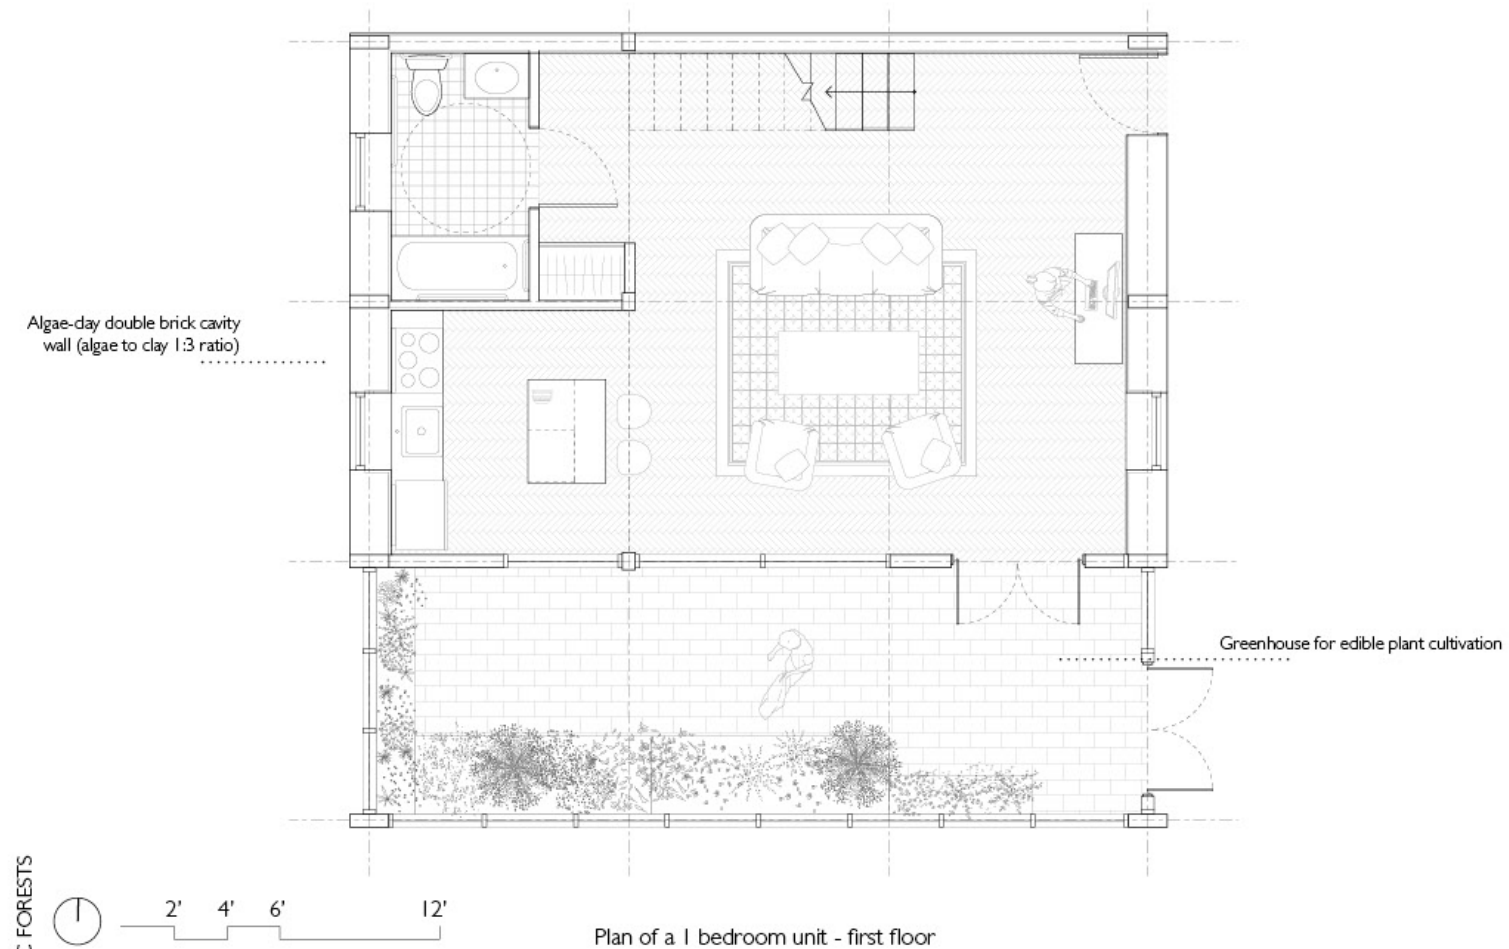 Algae-clay double brick cavity
wall (algae to clay 1:3 ratio)
Greenhouse for edible plant cultivation
C FORESTS
2' 4' 6' 12'
Plan of a 1 bedroom unit - first floor